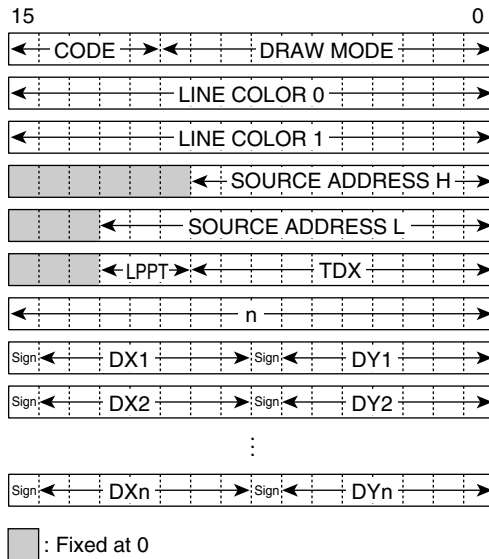 15 0
CODE DRAW MODE
LINE COLOR 0
LINE COLOR 1
SOURCE ADDRESS H
SOURCE ADDRESS L
LPPT TDX
n
Sign DX1 Sign DY1
Sign DX2 Sign DY2
⋮
Sign DXn Sign DYn
: Fixed at 0